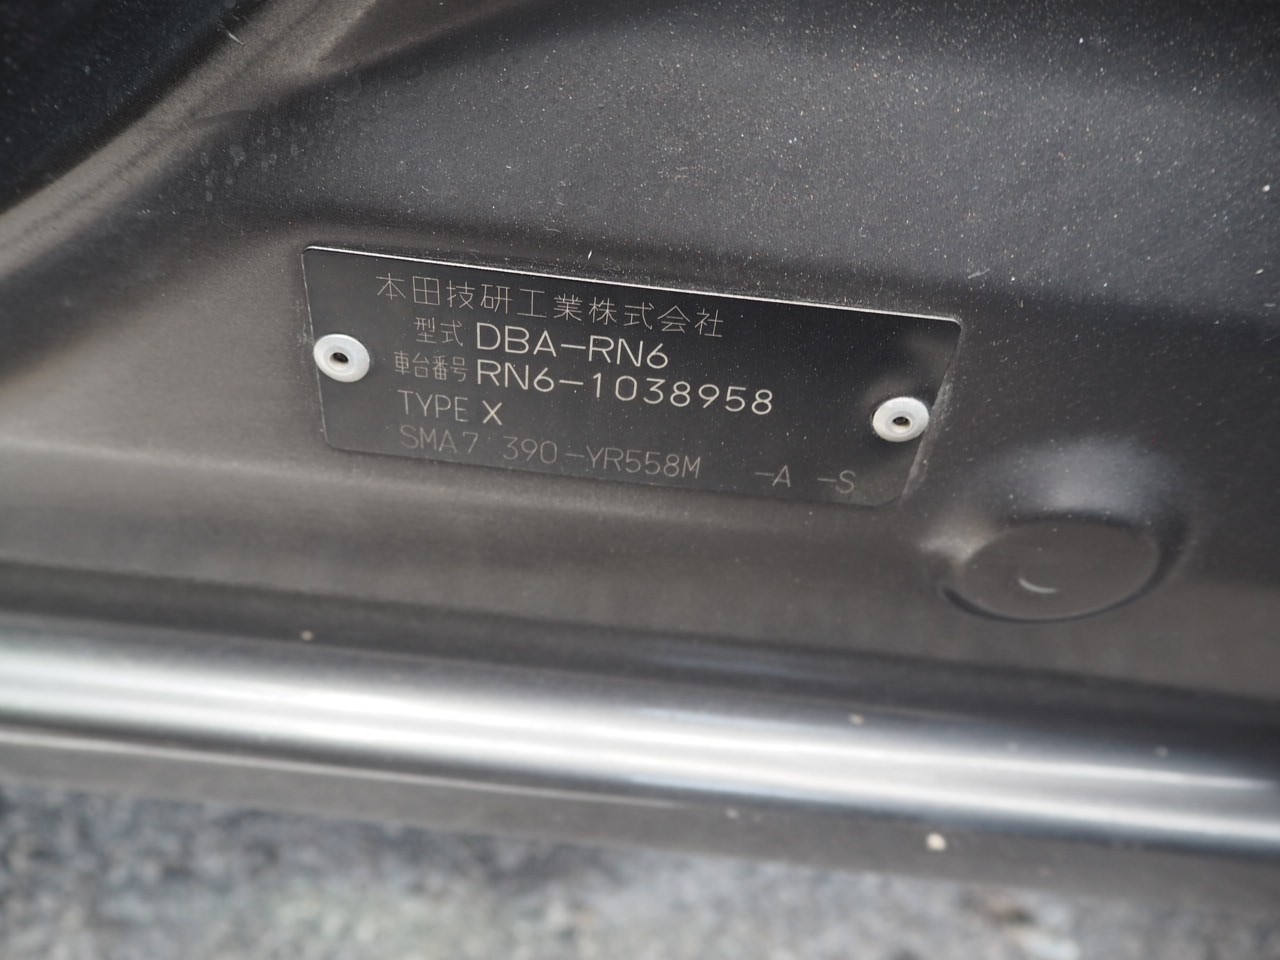 本田技研工業株式会社
型式 DBA-RN6
車台番号 RN6-1038958
TYPE X
SMA7 390-YR558M -A -S